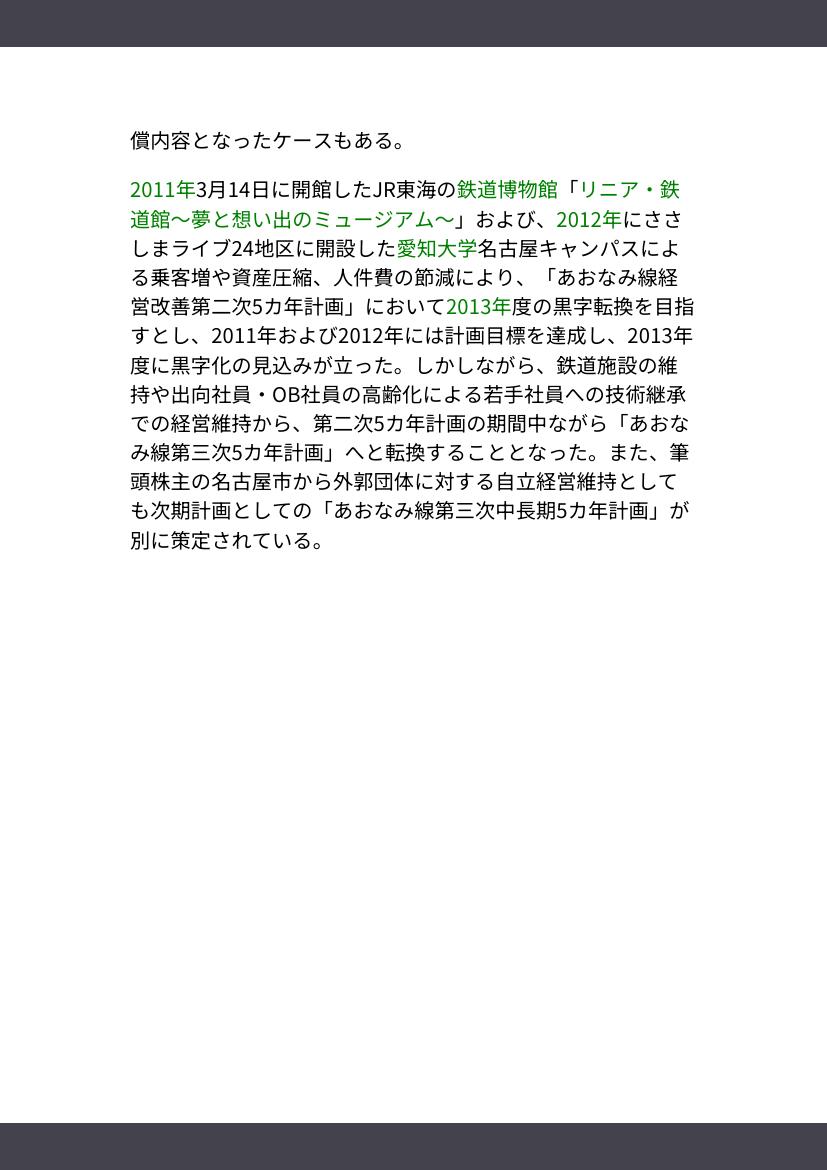 償内容となったケースもある。
2011年3月14日に開館したJR東海の鉄道博物館「リニア・鉄
道館〜夢と想い出のミュージアム〜」および、2012年にささ
しまライブ24地区に開設した愛知大学名古屋キャンパスによ
る乗客増や資産圧縮、人件費の節減により、「あおなみ線経
営改善第二次5カ年計画」において2013年度の黒字転換を目指
すとし、2011年および2012年には計画目標を達成し、2013年
度に黒字化の見込みが立った。しかしながら、鉄道施設の維
持や出向社員・OB社員の高齢化による若手社員への技術継承
での経営維持から、第二次5カ年計画の期間中ながら「あおな
み線第三次5カ年計画」へと転換することとなった。また、筆
頭株主の名古屋市から外郭団体に対する自立経営維持として
も次期計画としての「あおなみ線第三次中長期5カ年計画」が
別に策定されている。